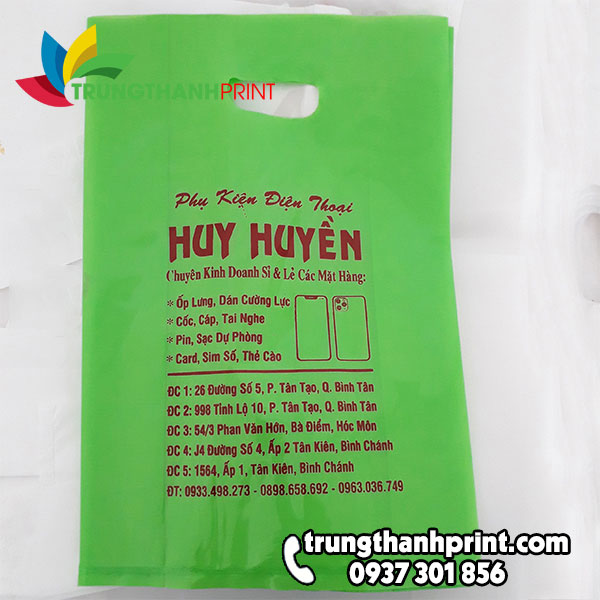 TRUNGTHANHPRINT
Phụ Kiện Điện Thoại
HUY HUYỀN
Chuyên Kinh Doanh Sỉ & Lẻ Các Mặt Hàng:
* Ốp Lưng, Dán Cường Lực
* Cốc, Cáp, Tai Nghe
* Pin, Sạc Dự Phòng
* Card, Sim Số, Thẻ Cào
ĐC 1: 26 Đường Số 5, P. Tân Tạo, Q. Bình Tân
ĐC 2: 998 Tỉnh Lộ 10, P. Tân Tạo, Q. Bình Tân
ĐC 3: 54/3 Phan Văn Hớn, Bà Điểm, Hóc Môn
ĐC 4: J4 Đường Số 4, Ấp 2 Tân Kiên, Bình Chánh
ĐC 5: 1564, Ấp 1, Tân Kiên, Bình Chánh
ĐT: 0933.498.273 - 0898.658.692 - 0963.036.749
trungthanhprint.com
0937 301 856